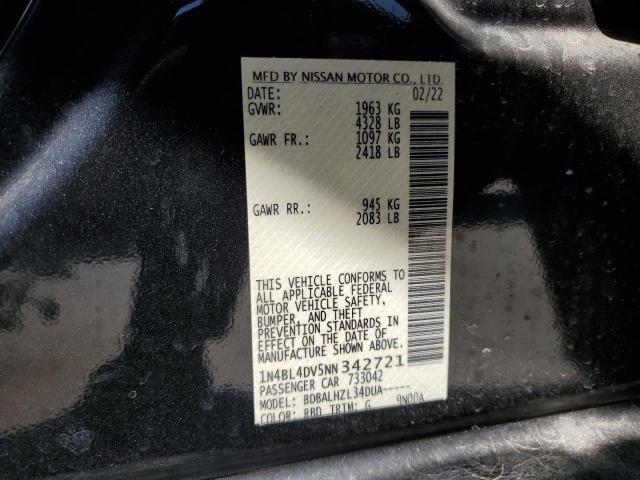 MFD BY NISSAN MOTOR CO., LTD.
DATE: 02/22
GVWR: 1963 KG
4328 LB
GAWR FR.: 1097 KG
2418 LB
GAWR RR.: 945 KG
2083 LB
THIS VEHICLE CONFORMS TO
ALL APPLICABLE FEDERAL
MOTOR VEHICLE SAFETY,
BUMPER, AND THEFT
PREVENTION STANDARDS IN
EFFECT ON THE DATE OF
MANUFACTURE SHOWN ABOVE.
1N4BL4DV5NN342721
PASSENGER CAR 733042
MODEL: BDBALHZL34DUA-----
COLOR: RBD TRIM: G 9N00A